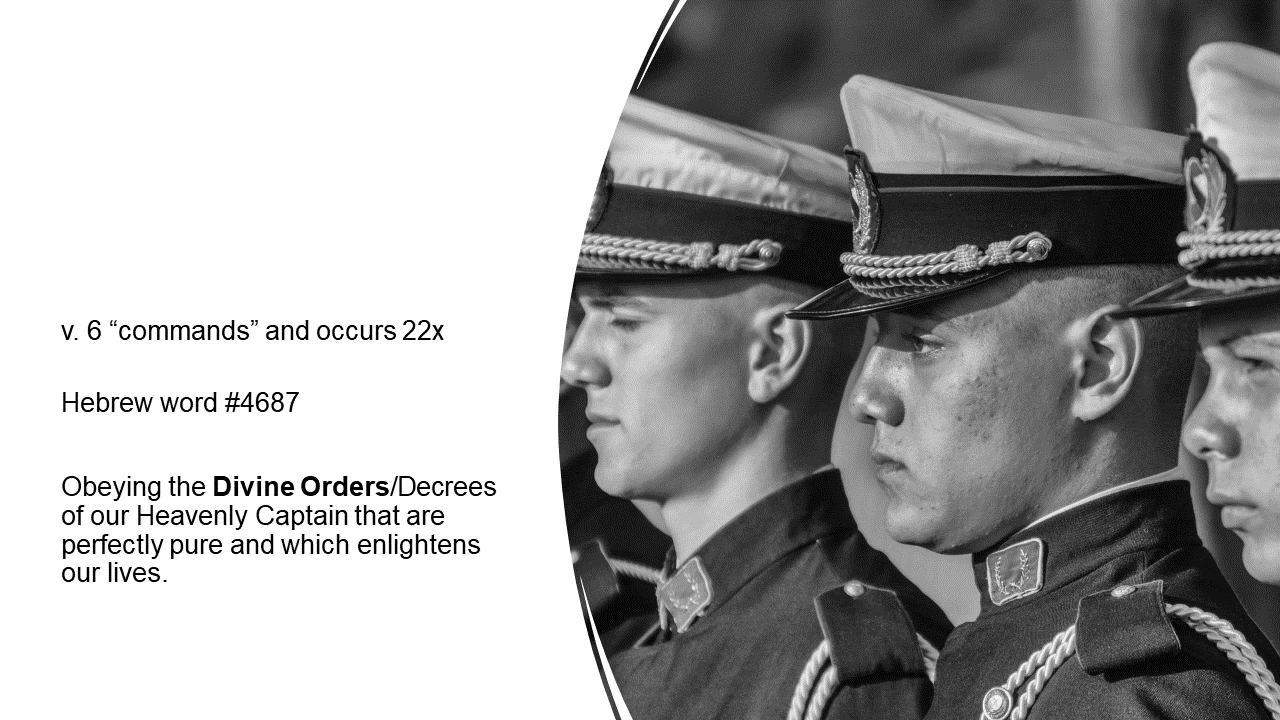 v. 6 “commands” and occurs 22x
Hebrew word #4687
Obeying the Divine Orders/Decrees
of our Heavenly Captain that are
perfectly pure and which enlightens
our lives.